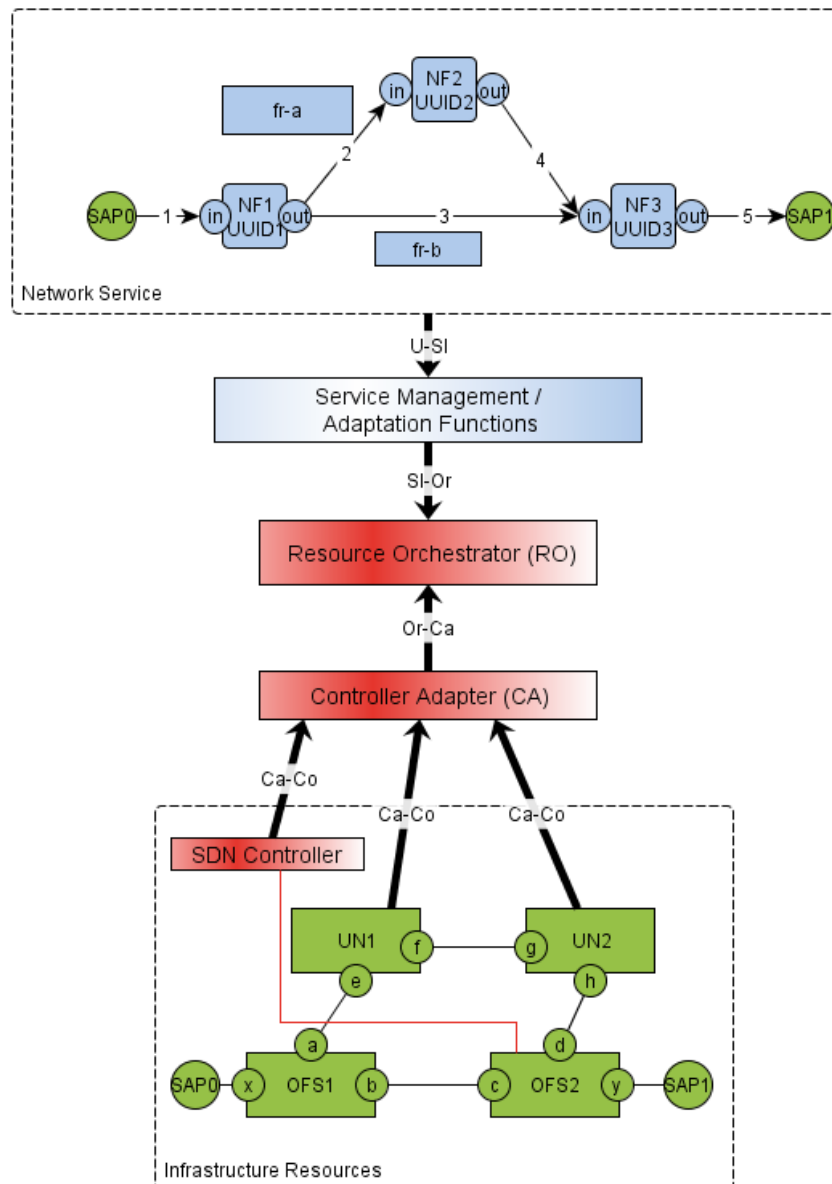 NF2
UUID2
in
out
fr-a
2
4
SAP0
1
in
NF1
UUID1
out
3
in
NF3
UUID3
out
5
SAP1
fr-b
Network Service
U-Sl
Service Management /
Adaptation Functions
Sl-Or
Resource Orchestrator (RO)
Or-Ca
Controller Adapter (CA)
Ca-Co
Ca-Co
Ca-Co
SDN Controller
UN1
f
g
UN2
e
h
a
d
SAP0
x
OFS1
b
c
OFS2
y
SAP1
Infrastructure Resources